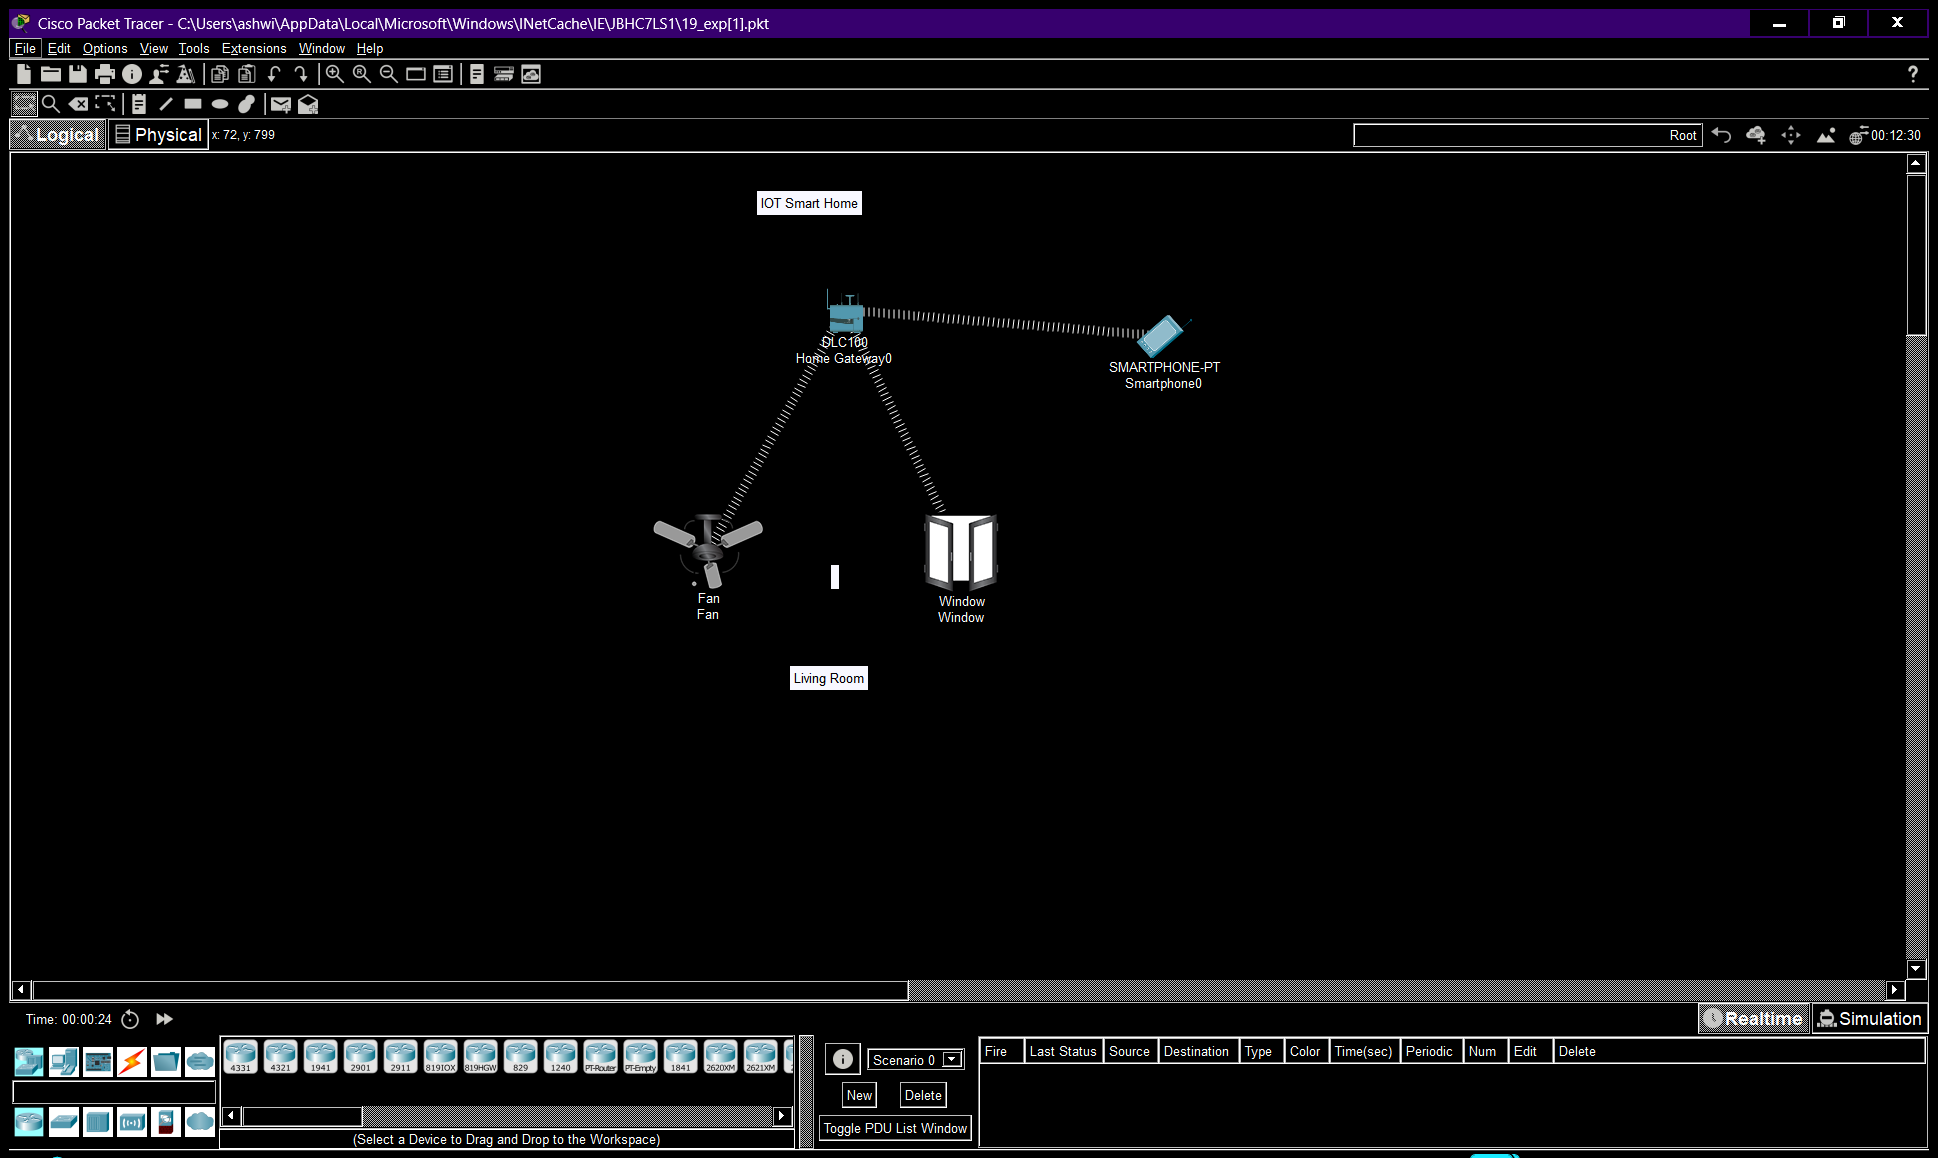 Cisco Packet Tracer - C:\Users\ashwi\AppData\Local\Microsoft\Windows\INetCache\IE\JBHC7LS1\19_exp[1].pkt
File Edit Options View Tools Extensions Window Help
?
Logical Physical x: 72, y: 799 Root 00:12:30
IOT Smart Home
DLC100
Home Gateway0
SMARTPHONE-PT
Smartphone0
Fan
Fan
Window
Window
Living Room
Time: 00:00:24 Realtime Simulation
4331 4321 1941 2901 2911 819IOX 819HGW 829 1240 PT-Router PT-Empty 1841 2620XM 2621XM
(Select a Device to Drag and Drop to the Workspace)
Scenario 0
New Delete
Toggle PDU List Window
Fire Last Status Source Destination Type Color Time(sec) Periodic Num Edit Delete